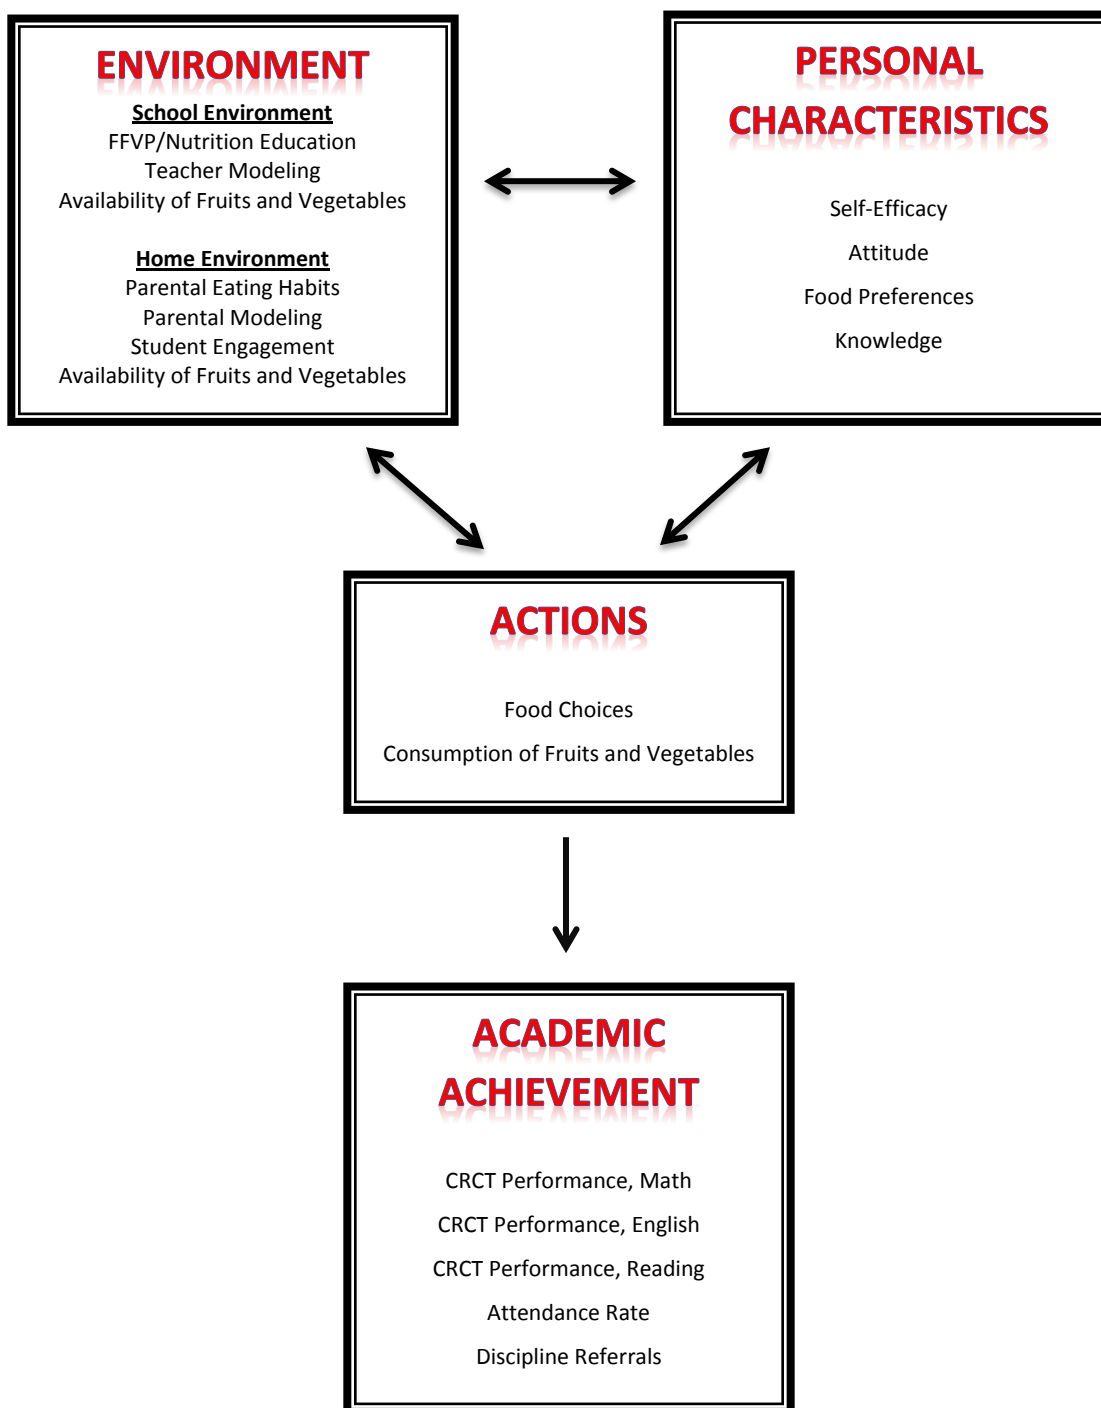 ENVIRONMENT
School Environment
FFVP/Nutrition Education
Teacher Modeling
Availability of Fruits and Vegetables
Home Environment
Parental Eating Habits
Parental Modeling
Student Engagement
Availability of Fruits and Vegetables
PERSONAL
CHARACTERISTICS
Self-Efficacy
Attitude
Food Preferences
Knowledge
ACTIONS
Food Choices
Consumption of Fruits and Vegetables
ACADEMIC
ACHIEVEMENT
CRCT Performance, Math
CRCT Performance, English
CRCT Performance, Reading
Attendance Rate
Discipline Referrals